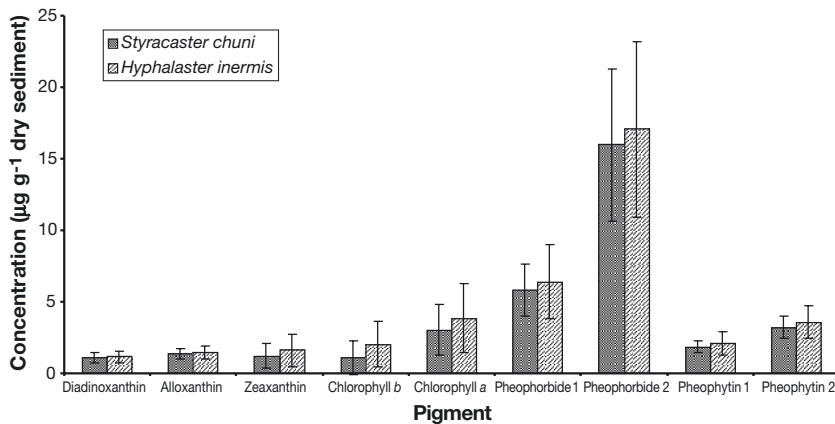 25
20
15
10
5
0
Concentration (µg g-1 dry sediment)
Styracaster chuni
Hyphalaster inermis
Diadinoxanthin Alloxanthin Zeaxanthin Chlorophyll b Chlorophyll a Pheophorbide 1 Pheophorbide 2 Pheophytin 1 Pheophytin 2
Pigment